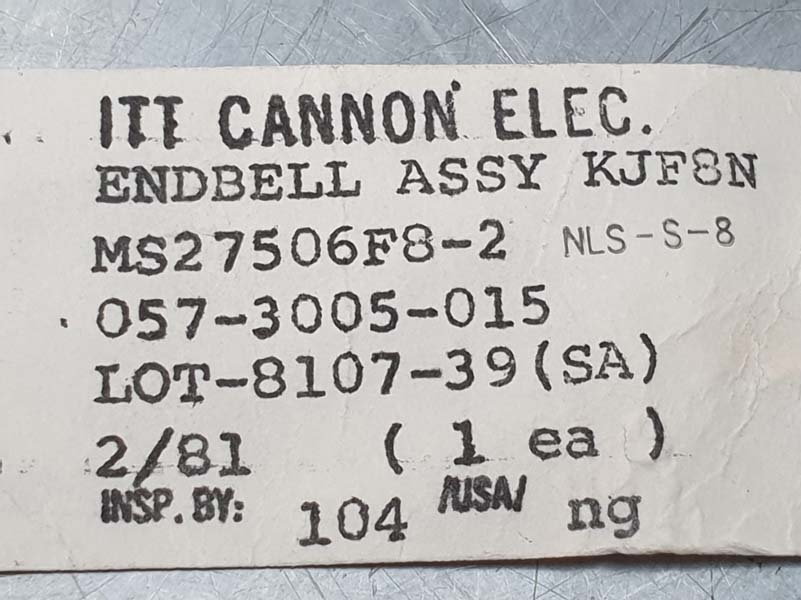 ITT CANNON ELEC.
ENDBELL ASSY KJF8N
MS27506F8-2 NLS-S-8
057-3005-015
LOT-8107-39(SA)
2/81 ( 1 ea )
INSP. BY: 104 /USA/ ng